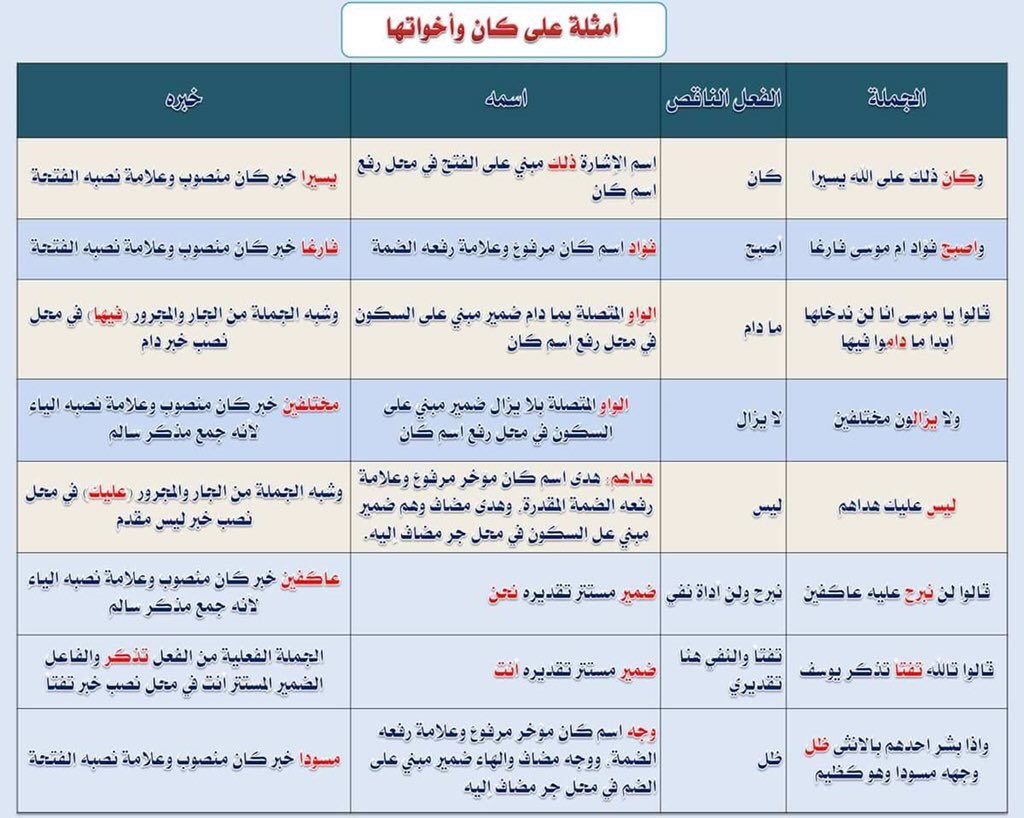 أمثلة على كان وأخواتها
الجملة
الفعل الناقص
اسمه
خبره
وكان ذلك على الله يسيرا
كان
اسم الإشارة ذلك مبني على الفتح في محل رفع
اسم كان
يسيرا خبر كان منصوب وعلامة نصبه الفتحة
واصبح فواد ام موسى فارغا
أصبح
فواد اسم كان مرفوع وعلامة رفعه الضمة
فارغا خبر كان منصوب وعلامة نصبه الفتحة
قالوا يا موسى انا لن ندخلها
ابدا ما داموا فيها
ما دام
الواو المتصلة بما دام ضمير مبني على السكون
في محل رفع اسم كان
وشبه الجملة من الجار والمجرور (فيها) في محل
نصب خبر دام
ولا يزالون مختلفين
لا يزال
الواو المتصلة بلا يزال ضمير مبني على
السكون في محل رفع اسم كان
مختلفين خبر كان منصوب وعلامة نصبه الياء
لانه جمع مذكر سالم
ليس عليك هداهم
ليس
هداهم: هدى اسم كان موخر مرفوع وعلامة
رفعه الضمة المقدرة. وهدى مضاف وهم ضمير
مبني عل السكون في محل جر مضاف اليه.
وشبه الجملة من الجار والمجرور (عليك) في محل
نصب خبر ليس مقدم
قالوا لن نبرح عليه عاكفين
نبرح ولن أداة نفي
ضمير مستتر تقديره نحن
عاكفين خبر كان منصوب وعلامة نصبه الياء
لانه جمع مذكر سالم
قالوا تالله تفتا تذكر يوسف
تفتا والنفي هنا
تقديري
ضمير مستتر تقديره انت
الجملة الفعلية من الفعل تذكر والفاعل
الضمير المستتر انت في محل نصب خبر تفتا
واذا بشر احدهم بالانثى ظل
وجهه مسودا وهو كظيم
ظل
وجه اسم كان موخر مرفوع وعلامة رفعه
الضمة. ووجه مضاف والهاء ضمير مبني على
الضم في محل جر مضاف إليه
مسودا خبر كان منصوب وعلامة نصبه الفتحة